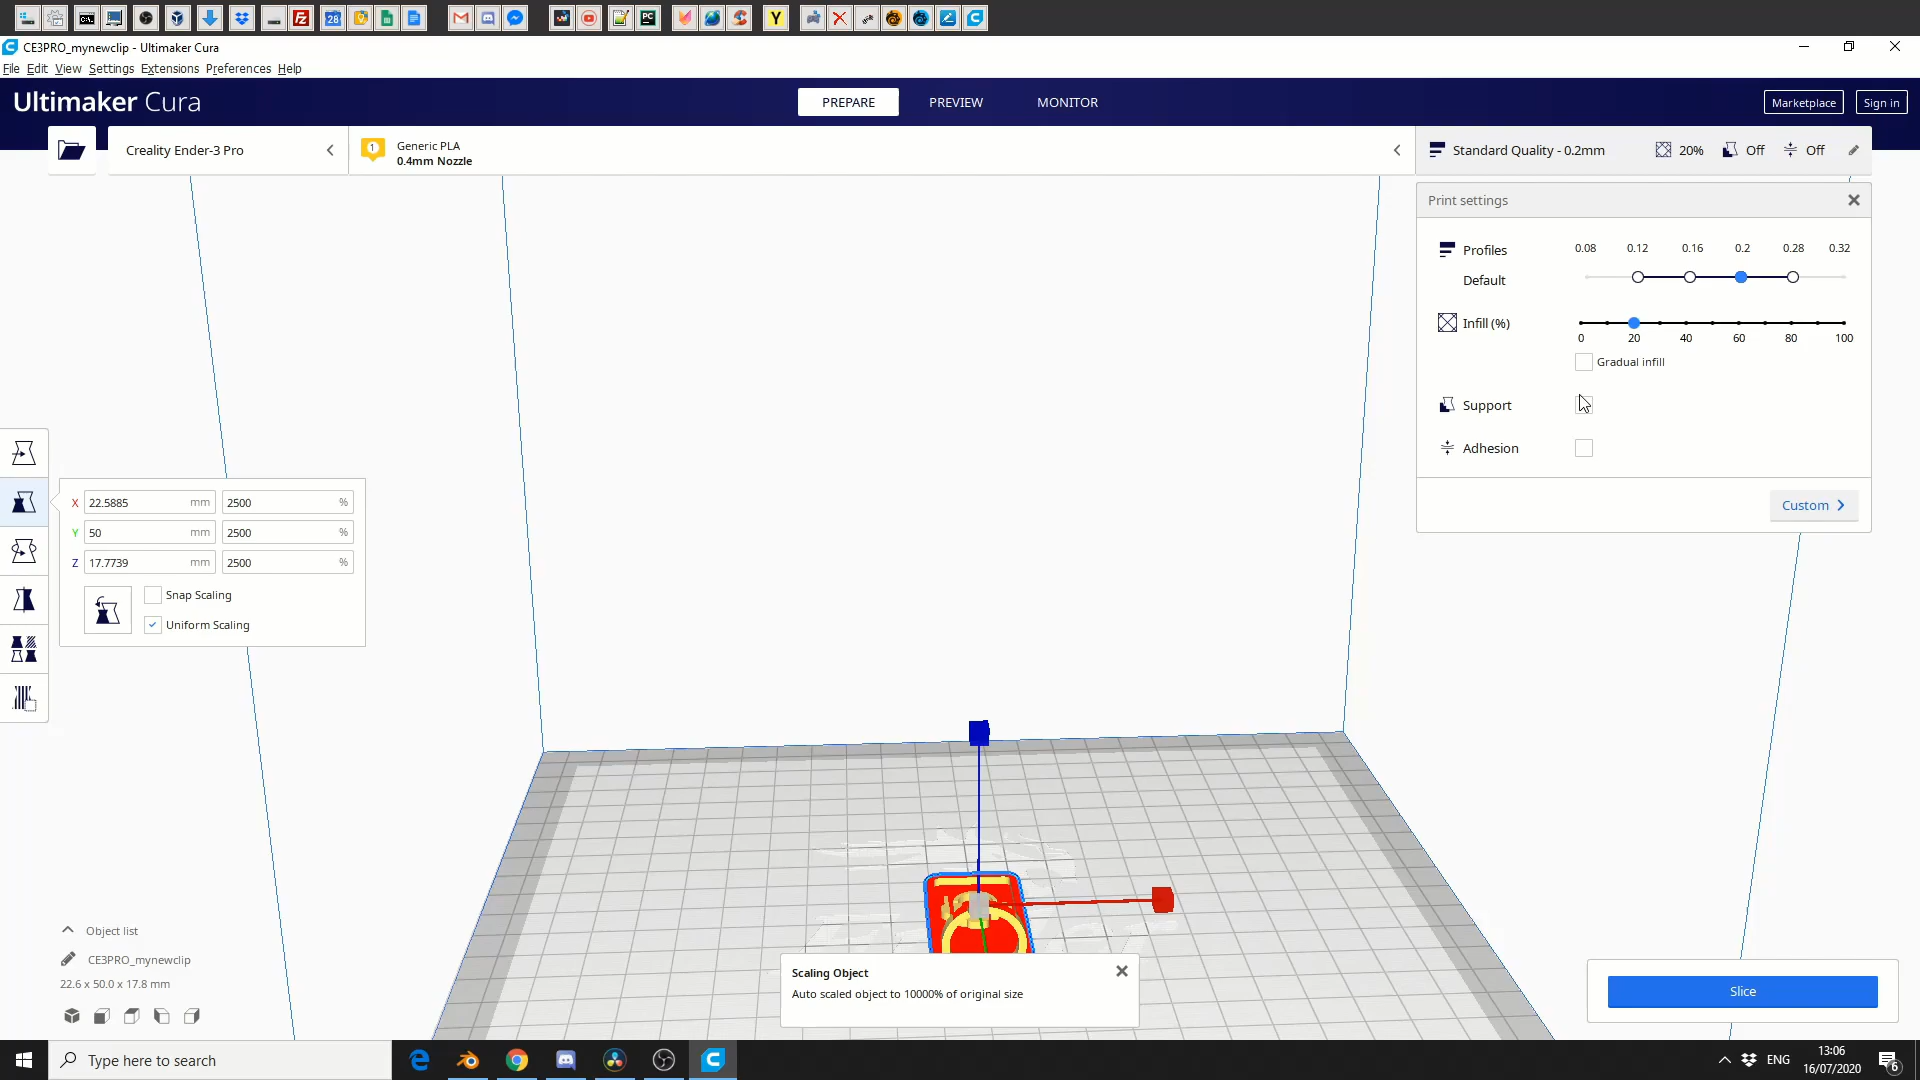 28
Y
CE3PRO_mynewclip - Ultimaker Cura
File Edit View Settings Extensions Preferences Help
Ultimaker Cura
PREPARE PREVIEW MONITOR
Marketplace Sign in
Creality Ender-3 Pro
1
Generic PLA
0.4mm Nozzle
Standard Quality - 0.2mm 20% Off Off
Print settings
Profiles 0.08 0.12 0.16 0.2 0.28 0.32
Default
Infill (%)
0 20 40 60 80 100
Gradual infill
Support
Adhesion
Custom
X 22.5885 mm 2500 %
Y 50 mm 2500 %
Z 17.7739 mm 2500 %
Snap Scaling
Uniform Scaling
Object list
CE3PRO_mynewclip
22.6 x 50.0 x 17.8 mm
Scaling Object
Auto scaled object to 10000% of original size
Slice
Type here to search
ENG
13:06
16/07/2020
6